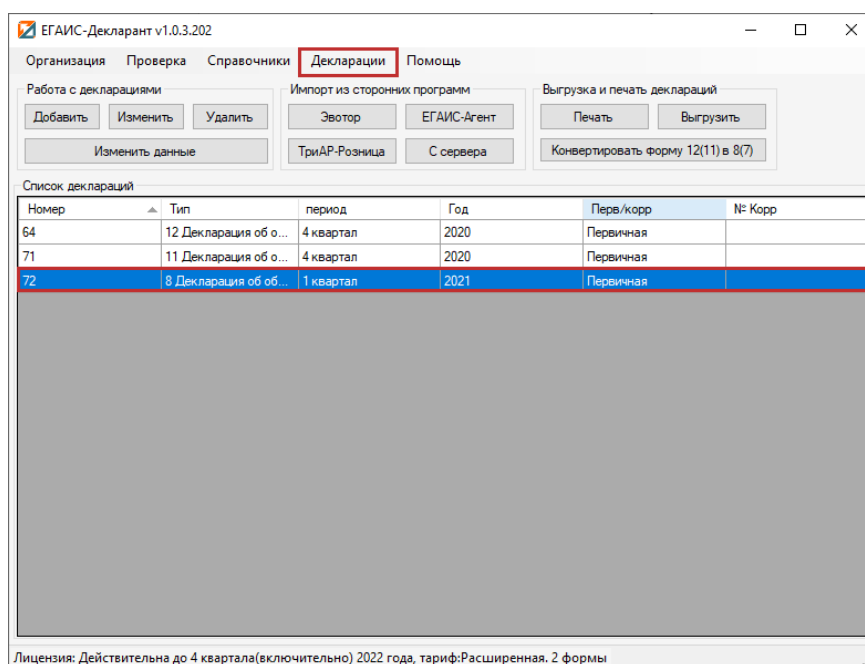 ЕГАИС-Декларант v1.0.3.202
Организация Проверка Справочники Декларации Помощь
Работа с декларациями Импорт из сторонних программ Выгрузка и печать деклараций
Добавить Изменить Удалить Эвотор ЕГАИС-Агент Печать Выгрузить
Изменить данные ТриАР-Розница С сервера Конвертировать форму 12(11) в 8(7)
Список деклараций
Номер Тип период Год Перв/корр № Корр
64 12 Декларация об о... 4 квартал 2020 Первичная
71 11 Декларация об о... 4 квартал 2020 Первичная
72 8 Декларация об об... 1 квартал 2021 Первичная
Лицензия: Действительна до 4 квартала(включительно) 2022 года, тариф:Расширенная. 2 формы